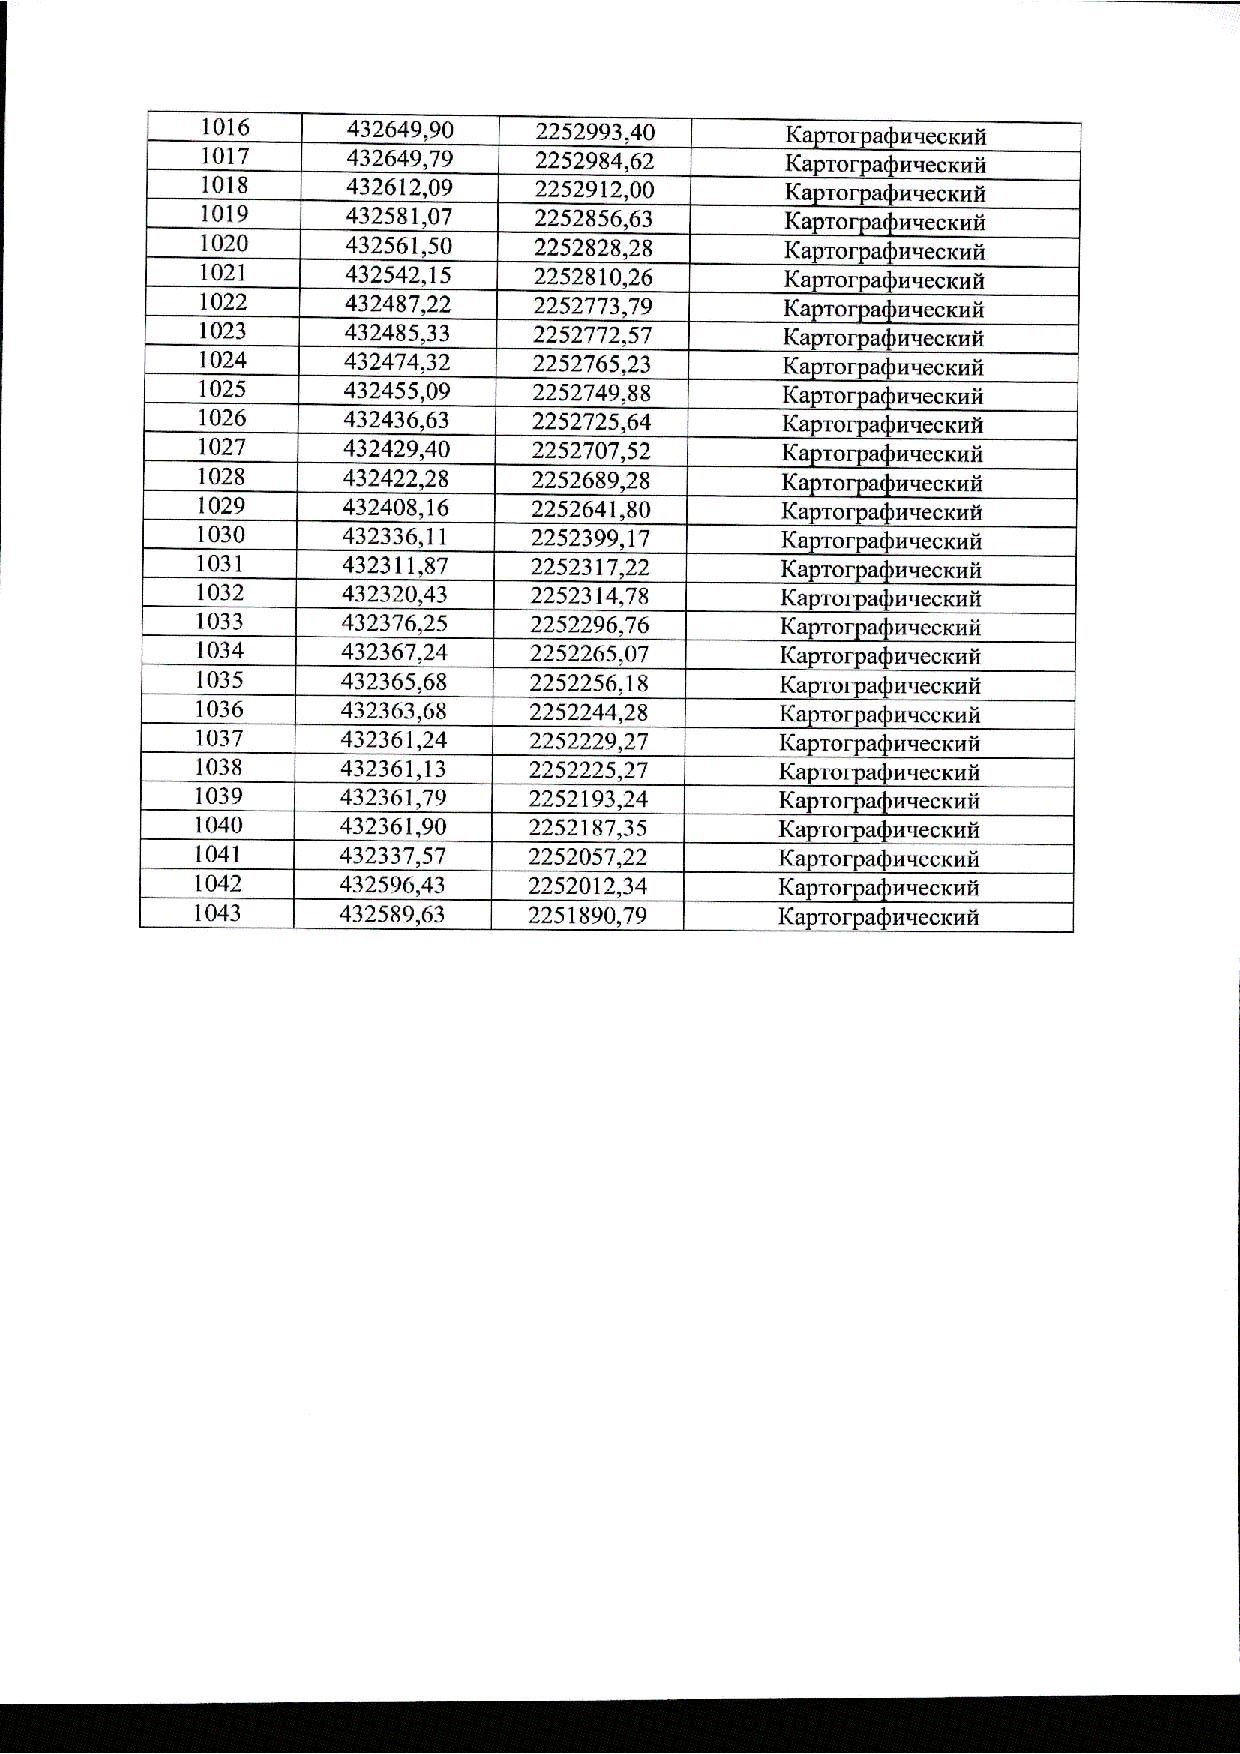 1016 432649,90 2252993,40 Картографический
1017 432649,79 2252984,62 Картографический
1018 432612,09 2252912,00 Картографический
1019 432581,07 2252856,63 Картографический
1020 432561,50 2252828,28 Картографический
1021 432542,15 2252810,26 Картографический
1022 432487,22 2252773,79 Картографический
1023 432485,33 2252772,57 Картографический
1024 432474,32 2252765,23 Картографический
1025 432455,09 2252749,88 Картографический
1026 432436,63 2252725,64 Картографический
1027 432429,40 2252707,52 Картографический
1028 432422,28 2252689,28 Картографический
1029 432408,16 2252641,80 Картографический
1030 432336,11 2252399,17 Картографический
1031 432311,87 2252317,22 Картографический
1032 432320,43 2252314,78 Картографический
1033 432376,25 2252296,76 Картографический
1034 432367,24 2252265,07 Картографический
1035 432365,68 2252256,18 Картографический
1036 432363,68 2252244,28 Картографический
1037 432361,24 2252229,27 Картографический
1038 432361,13 2252225,27 Картографический
1039 432361,79 2252193,24 Картографический
1040 432361,90 2252187,35 Картографический
1041 432337,57 2252057,22 Картографический
1042 432596,43 2252012,34 Картографический
1043 432589,63 2251890,79 Картографический